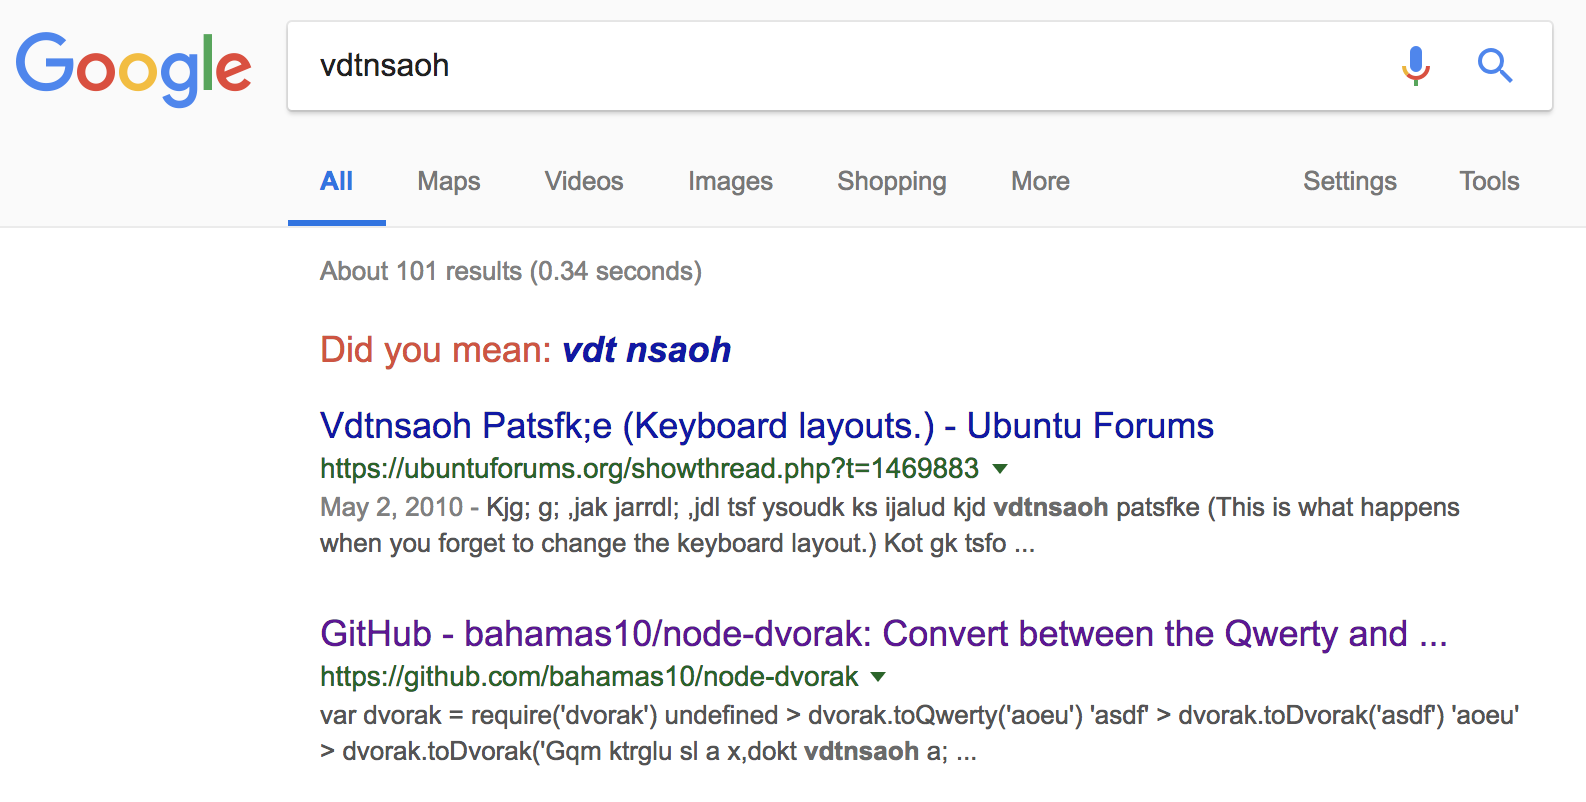 Google
vdtnsaoh
All Maps Videos Images Shopping More Settings Tools
About 101 results (0.34 seconds)
Did you mean: vdt nsaoh
Vdtnsaoh Patsfk;e (Keyboard layouts.) - Ubuntu Forums
https://ubuntuforums.org/showthread.php?t=1469883
May 2, 2010 - Kjg; g; ,jak jarrdl; ,jdl tsf ysoudk ks ijalud kjd vdtnsaoh patsfke (This is what happens
when you forget to change the keyboard layout.) Kot gk tsfo ...
GitHub - bahamas10/node-dvorak: Convert between the Qwerty and ...
https://github.com/bahamas10/node-dvorak
var dvorak = require('dvorak') undefined > dvorak.toQwerty('aoeu') 'asdf' > dvorak.toDvorak('asdf') 'aoeu'
> dvorak.toDvorak('Gqm ktrglu sl a x,dokt vdtnsaoh a; ...